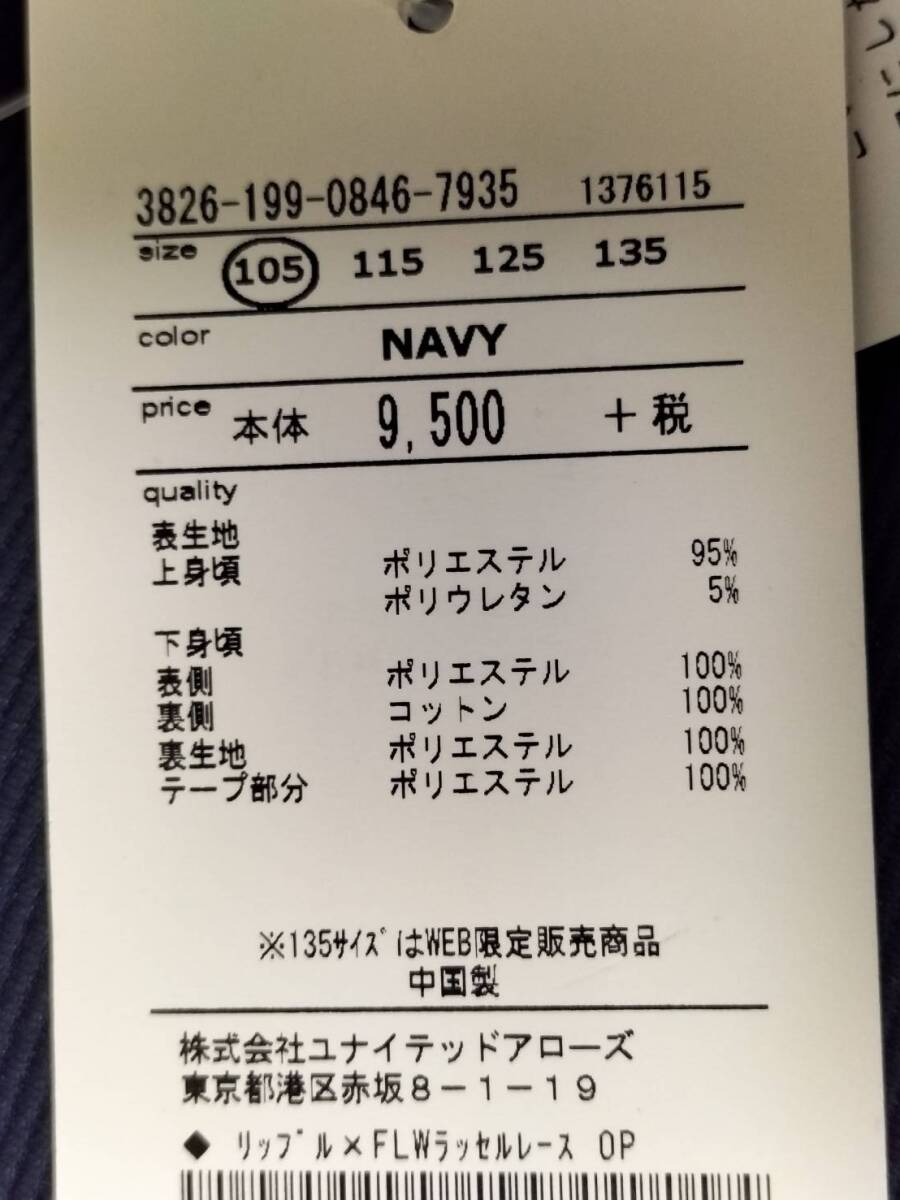 3826-199-0846-7935 1376115
size 105 115 125 135
color NAVY
price 本体 9,500 +税
quality
表生地
上身頃 ポリエステル 95%
ポリウレタン 5%
下身頃
表側 ポリエステル 100%
裏側 コットン 100%
裏生地 ポリエステル 100%
テープ部分 ポリエステル 100%
※135ｻｲｽﾞはWEB限定販売商品
中国製
株式会社ユナイテッドアローズ
東京都港区赤坂８－１－１９
◆ ﾘｯﾌﾟﾙ×FLWﾗｯｾﾙﾚｰｽ OP